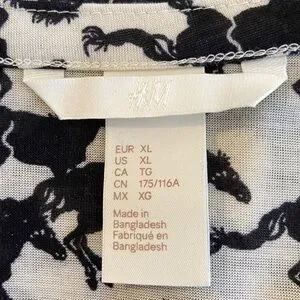 H&M
EUR XL
US XL
CA TG
CN 175/116A
MX XG
Made in
Bangladesh
Fabriqué en
Bangladesh